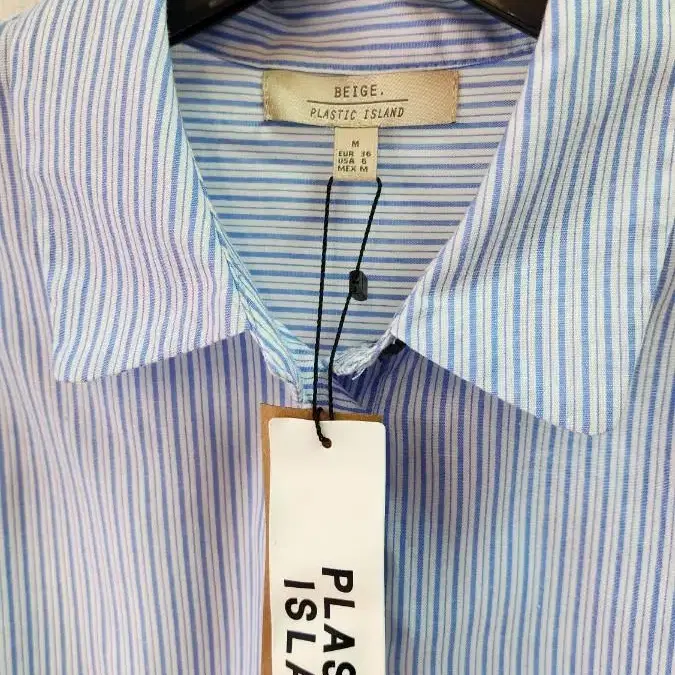 BEIGE.
PLASTIC ISLAND
M
EUR 36
USA 6
MEX M
PLAS
ISLA